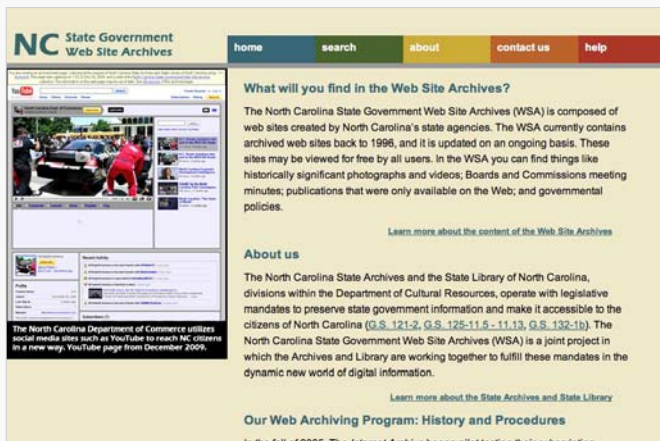 NC State Government
Web Site Archives
home search about contact us help
YouTube
The North Carolina Department of Commerce utilizes
social media sites such as YouTube to reach NC citizens
in a new way. YouTube page from December 2009.
What will you find in the Web Site Archives?
The North Carolina State Government Web Site Archives (WSA) is composed of
web sites created by North Carolina's state agencies. The WSA currently contains
archived web sites back to 1996, and it is updated on an ongoing basis. These
sites may be viewed for free by all users. In the WSA you can find things like
historically significant photographs and videos; Boards and Commissions meeting
minutes; publications that were only available on the Web; and governmental
policies.
Learn more about the content of the Web Site Archives
About us
The North Carolina State Archives and the State Library of North Carolina,
divisions within the Department of Cultural Resources, operate with legislative
mandates to preserve state government information and make it accessible to the
citizens of North Carolina (G.S. 121-2, G.S. 125-11.5 - 11.13, G.S. 132-1b). The
North Carolina State Government Web Site Archives (WSA) is a joint project in
which the Archives and Library are working together to fulfill these mandates in the
dynamic new world of digital information.
Learn more about the State Archives and State Library
Our Web Archiving Program: History and Procedures